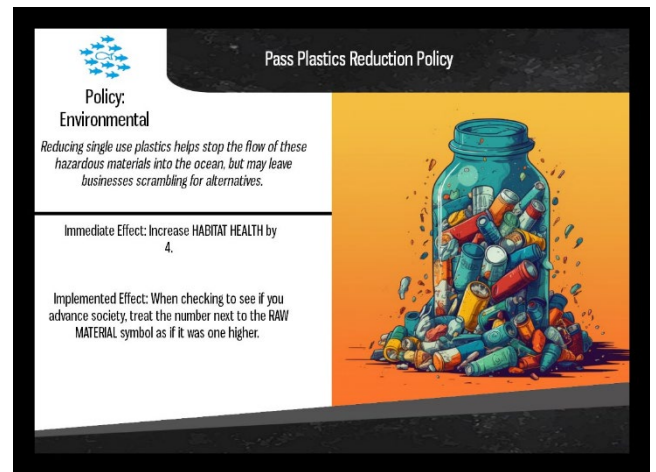 Pass Plastics Reduction Policy
Policy:
Environmental
Reducing single use plastics helps stop the flow of these
hazardous materials into the ocean, but may leave
businesses scrambling for alternatives.
Immediate Effect: Increase HABITAT HEALTH by
4.
Implemented Effect: When checking to see if you
advance society, treat the number next to the RAW
MATERIAL symbol as if it was one higher.